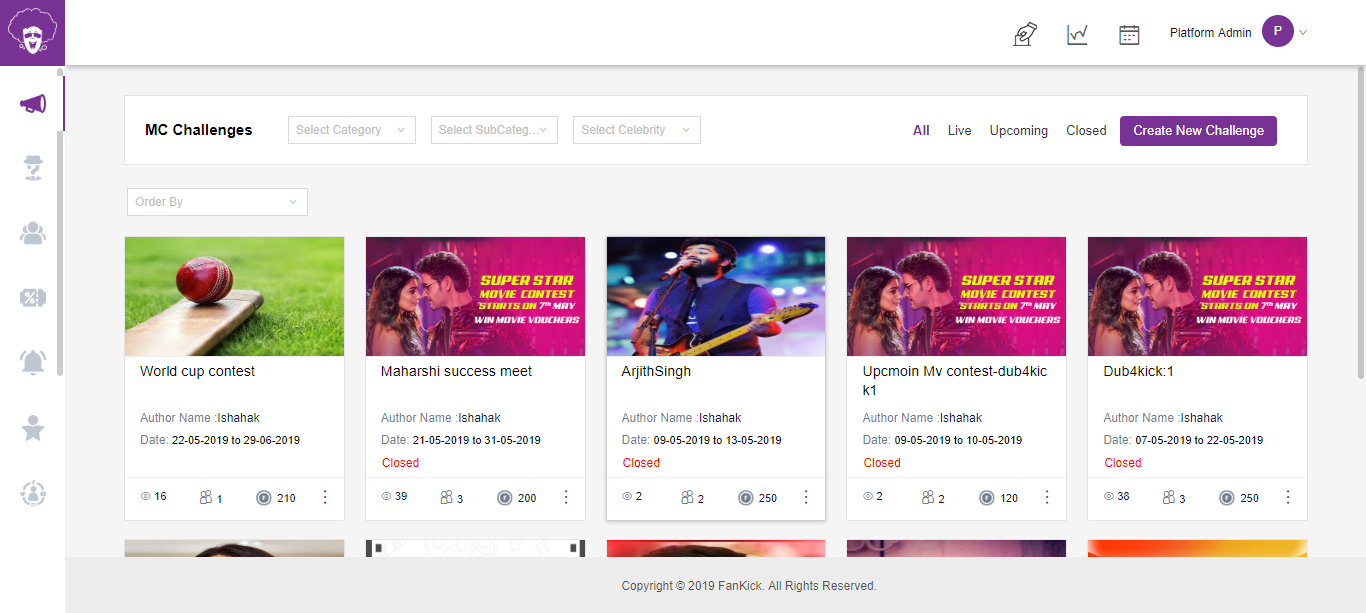 Platform Admin
P
MC Challenges
Select Category
Select SubCateg...
Select Celebrity
All
Live
Upcoming
Closed
Create New Challenge
Order By
World cup contest
Author Name :Ishahak
Date: 22-05-2019 to 29-06-2019
16
1
210
SUPER STAR
MOVIE CONTEST
STARTS ON 7th MAY
WIN MOVIE VOUCHERS
Maharshi success meet
Author Name :Ishahak
Date: 21-05-2019 to 31-05-2019
Closed
39
3
200
ArjithSingh
Author Name :Ishahak
Date: 09-05-2019 to 13-05-2019
Closed
2
2
250
SUPER STAR
MOVIE CONTEST
STARTS ON 7th MAY
WIN MOVIE VOUCHERS
Upcmoin Mv contest-dub4kic
k1
Author Name :Ishahak
Date: 09-05-2019 to 10-05-2019
Closed
2
2
120
SUPER STAR
MOVIE CONTEST
STARTS ON 7th MAY
WIN MOVIE VOUCHERS
Dub4kick:1
Author Name :Ishahak
Date: 07-05-2019 to 22-05-2019
Closed
38
3
250
Copyright © 2019 FanKick. All Rights Reserved.